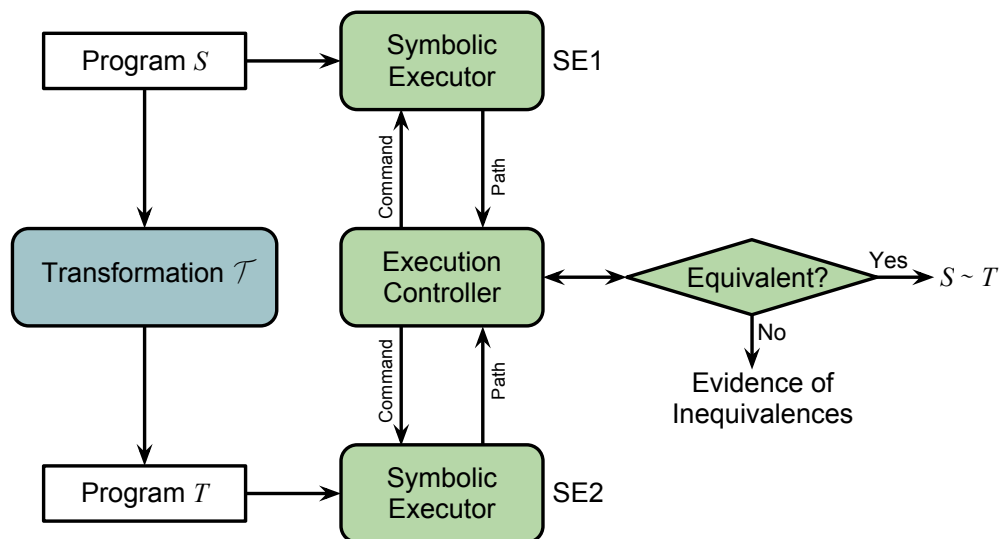 Program S
Symbolic
Executor
SE1
Command
Path
Transformation 𝒯
Execution
Controller
Equivalent?
Yes
S ~ T
No
Evidence of
Inequivalences
Command
Path
Program T
Symbolic
Executor
SE2